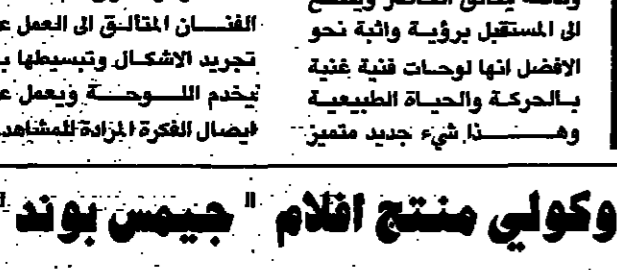 الى المستقبل برؤية واثبة نحو
الافضل انها لوحات فنية غنية
بالحركة والحياة الطبيعية
وهذا شيء جديد متميز
الفنان المتألق الى العمل
تجريد الاشكال وتبسيطها
يخدم اللوحة ويعمل
ايصال الفكرة المرادة للمشاهد
وكولي منتج افلام " جيمس بوند "